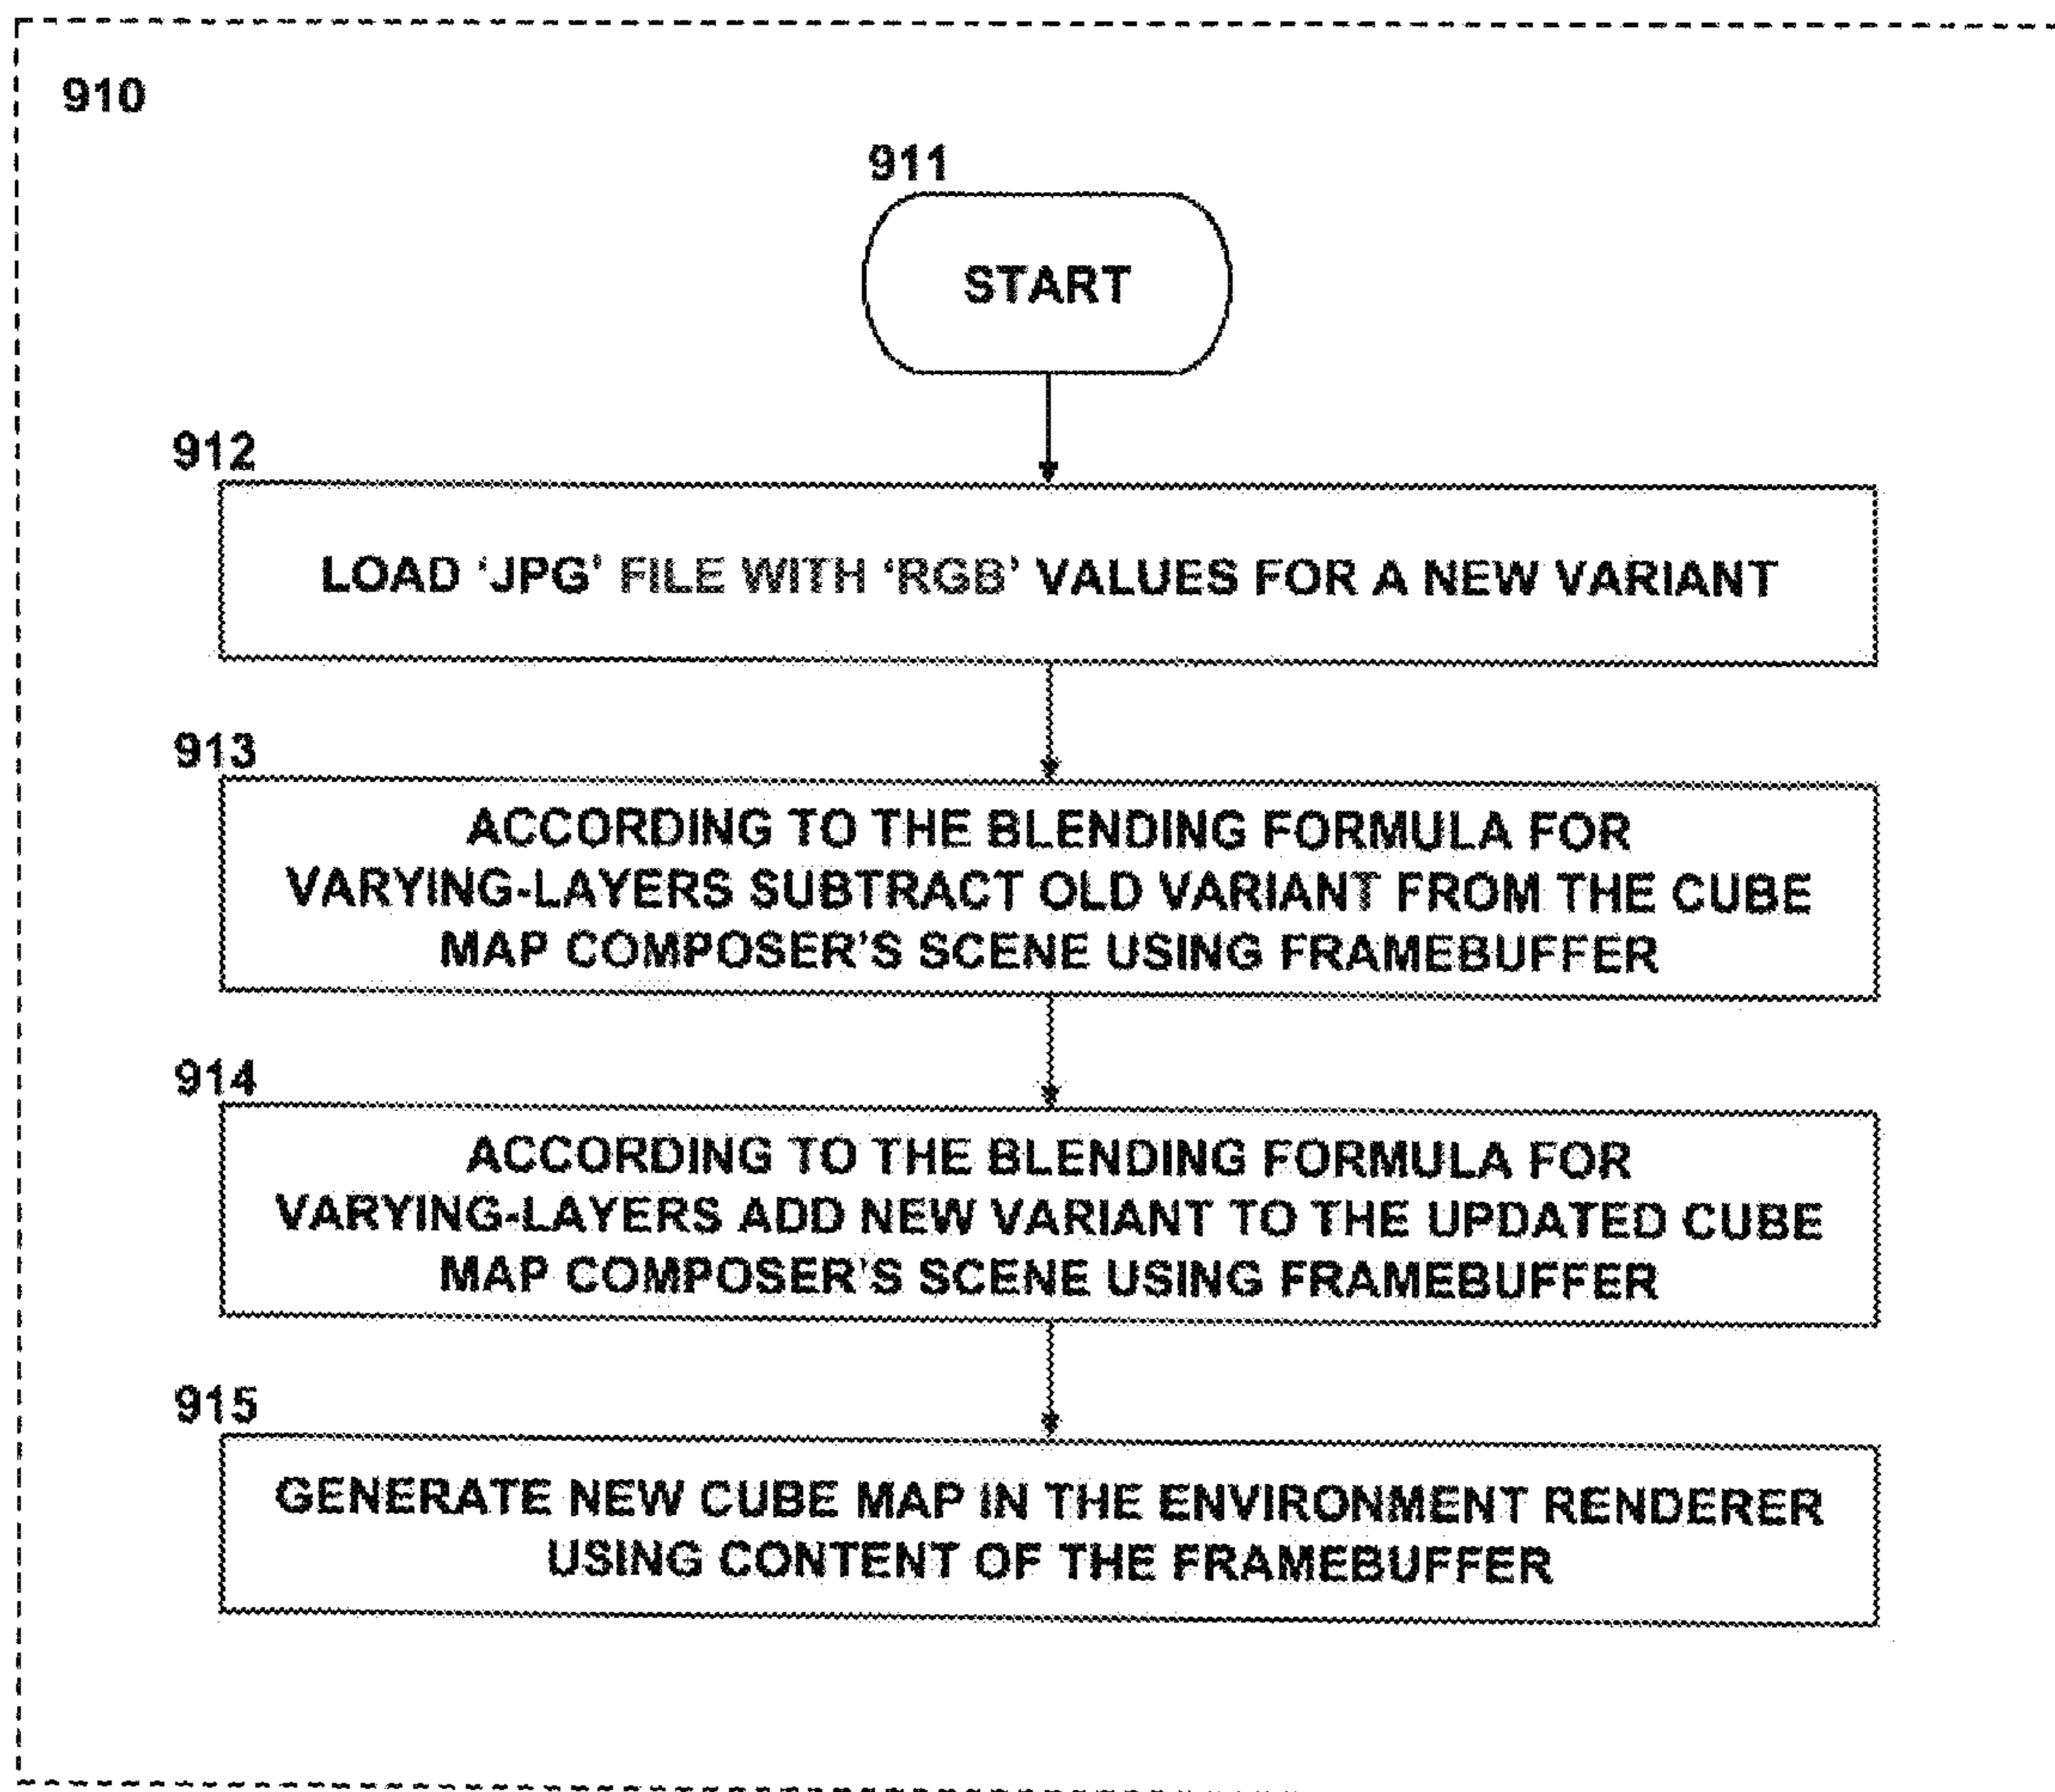 910
911
START
912
LOAD ‘JPG’ FILE WITH ‘RGB’ VALUES FOR A NEW VARIANT
913
ACCORDING TO THE BLENDING FORMULA FOR
VARYING-LAYERS SUBTRACT OLD VARIANT FROM THE CUBE
MAP COMPOSER’S SCENE USING FRAMEBUFFER
914
ACCORDING TO THE BLENDING FORMULA FOR
VARYING-LAYERS ADD NEW VARIANT TO THE UPDATED CUBE
MAP COMPOSER’S SCENE USING FRAMEBUFFER
915
GENERATE NEW CUBE MAP IN THE ENVIRONMENT RENDERER
USING CONTENT OF THE FRAMEBUFFER